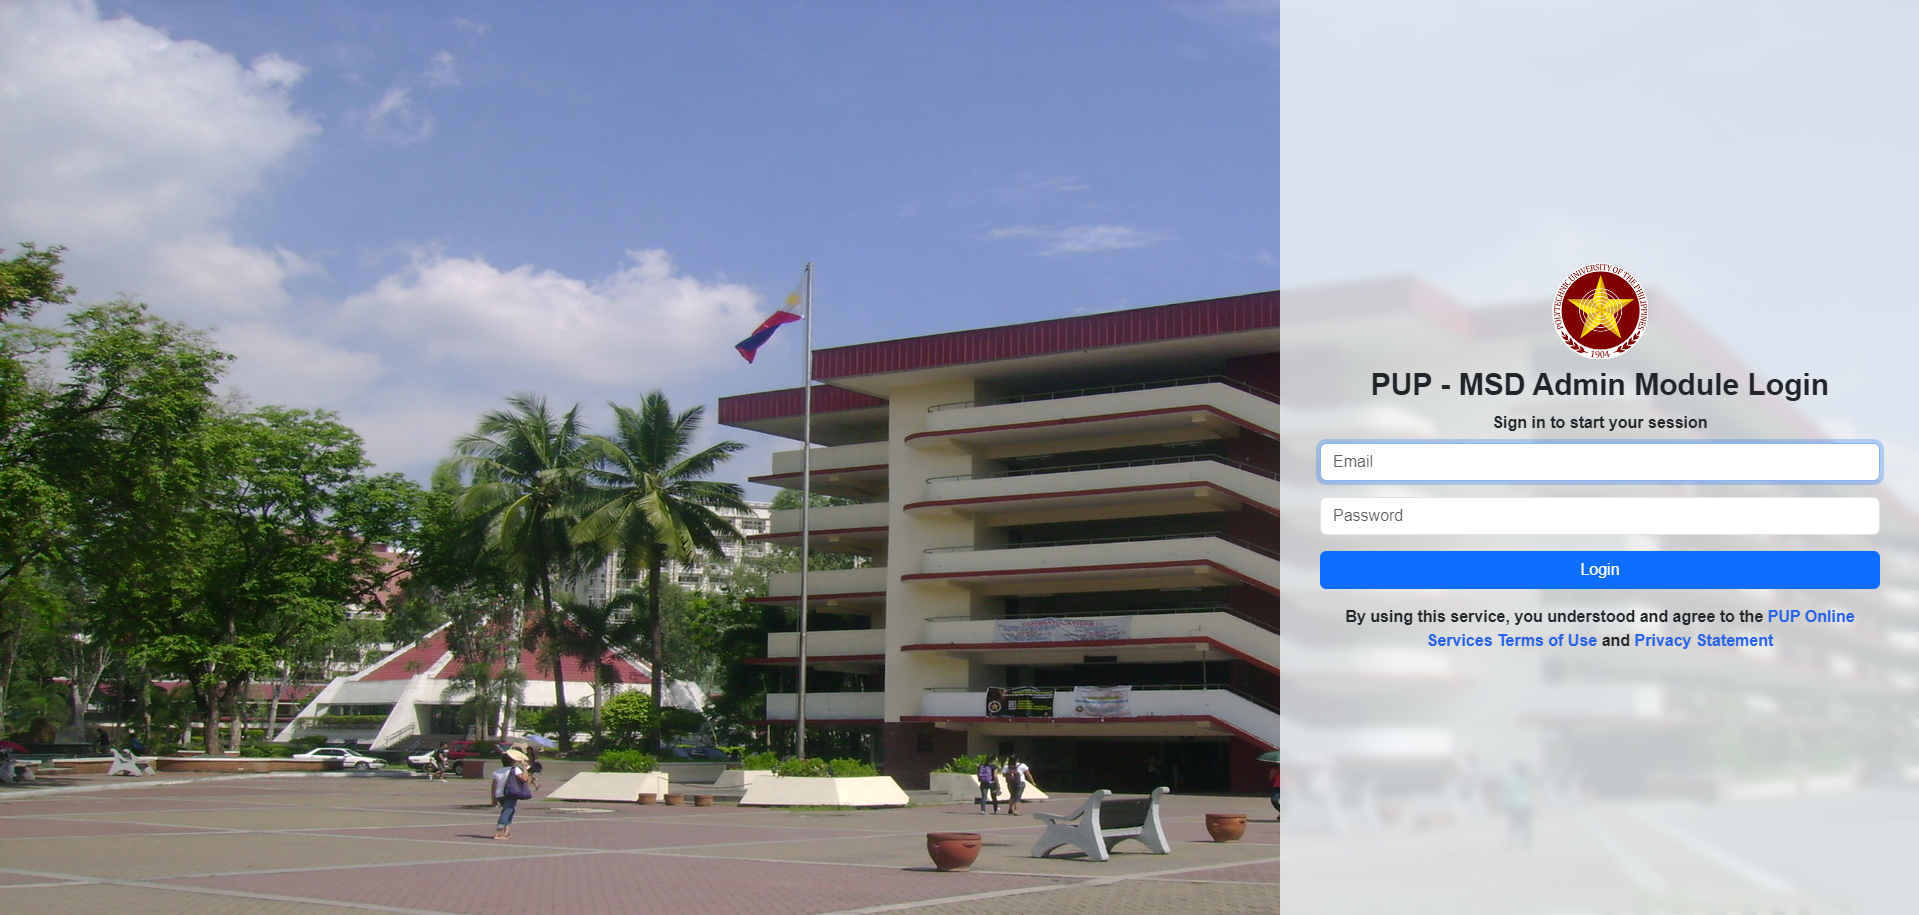 POLYTECHNIC UNIVERSITY OF THE PHILIPPINES
1904
PUP - MSD Admin Module Login
Sign in to start your session
Email
Password
Login
By using this service, you understood and agree to the PUP Online
Services Terms of Use and Privacy Statement